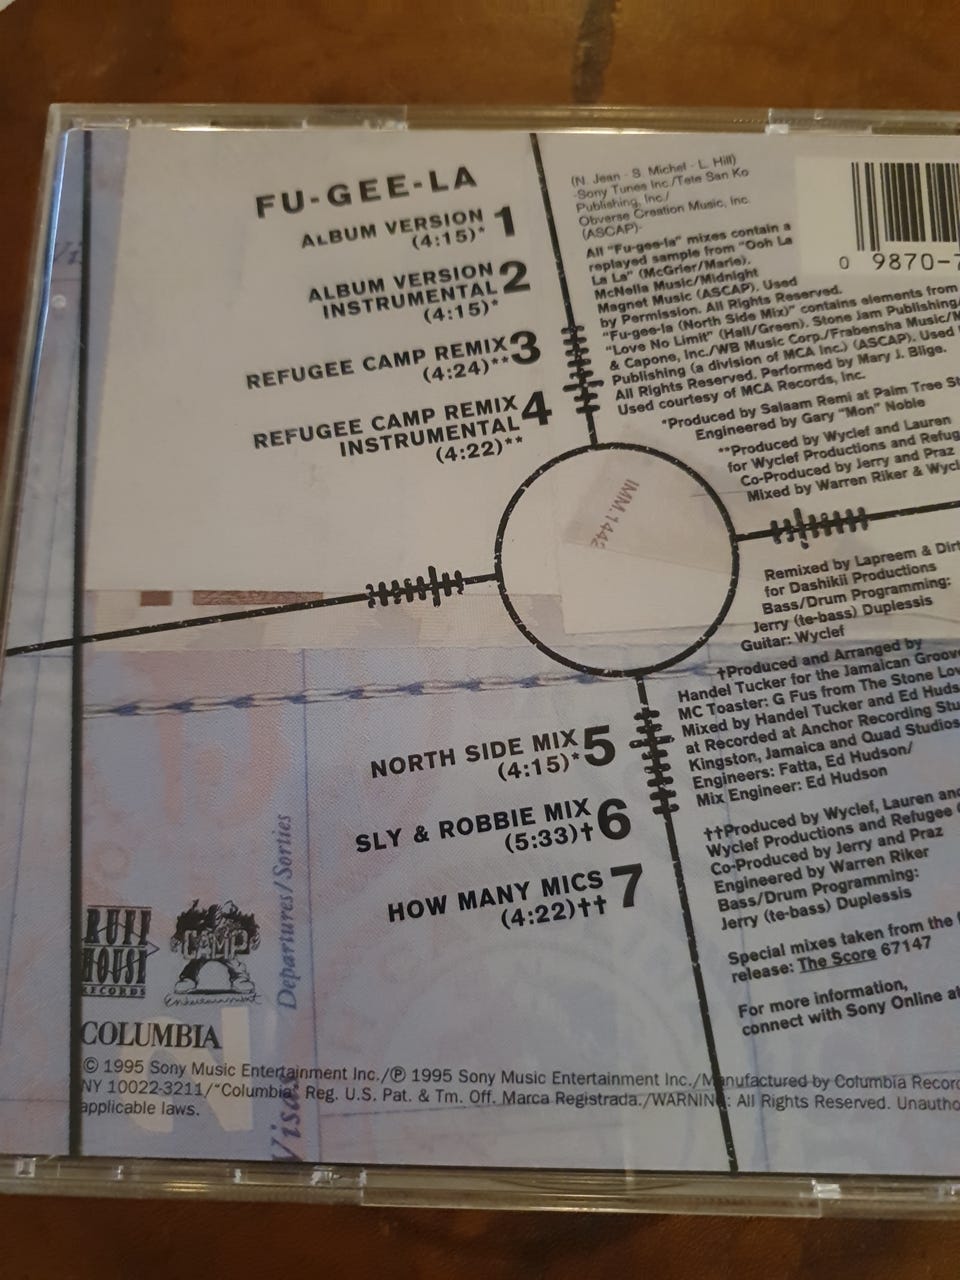 FU-GEE-LA
ALBUM VERSION 1
(4:15)*
ALBUM VERSION 2
INSTRUMENTAL
(4:15)*
REFUGEE CAMP REMIX 3
(4:24)**
REFUGEE CAMP REMIX 4
INSTRUMENTAL
(4:22)**
NORTH SIDE MIX 5
(4:15)*
SLY & ROBBIE MIX 6
(5:33)†
HOW MANY MICS 7
(4:22)††
(N. Jean - S. Michel - L. Hill)
-Sony Tunes Inc./Tete San Ko
Publishing, Inc./
Obverse Creation Music, Inc.
(ASCAP)-
All "Fu-gee-la" mixes contain a
replayed sample from "Ooh La
La La" (McGrier/Marie).
McNella Music/Midnight
Magnet Music (ASCAP). Used
by Permission. All Rights Reserved.
"Fu-gee-la (North Side Mix)" contains elements from
"Love No Limit" (Hall/Green). Stone Jam Publishing/
& Capone, Inc./WB Music Corp./Frabensha Music/M
Publishing (a division of MCA Inc.) (ASCAP). Used
All Rights Reserved. Performed by Mary J. Blige.
Used courtesy of MCA Records, Inc.
*Produced by Salaam Remi at Palm Tree St
Engineered by Gary "Mon" Noble
**Produced by Wyclef and Lauren
for Wyclef Productions and Refug
Co-Produced by Jerry and Praz
Mixed by Warren Riker & Wycl
Remixed by Lapreem & Dirt
for Dashikii Productions
Bass/Drum Programming:
Jerry (te-bass) Duplessis
Guitar: Wyclef
†Produced and Arranged by
Handel Tucker for the Jamaican Groove
MC Toaster: G Fus from The Stone Lov
Mixed by Handel Tucker and Ed Huds
at Recorded at Anchor Recording Stu
Kingston, Jamaica and Quad Studios
Engineers: Fatta, Ed Hudson/
Mix Engineer: Ed Hudson
††Produced by Wyclef, Lauren and
Wyclef Productions and Refugee
Co-Produced by Jerry and Praz
Engineered by Warren Riker
Bass/Drum Programming:
Jerry (te-bass) Duplessis
Special mixes taken from the
release: The Score 67147
For more information,
connect with Sony Online at
0 9870-7
IMM.1442
Departures/Sorties
Visas
RUFF
HOUSE
RECORDS
CAMP
Entertainment
COLUMBIA
© 1995 Sony Music Entertainment Inc./℗ 1995 Sony Music Entertainment Inc./Manufactured by Columbia Record
NY 10022-3211/"Columbia" Reg. U.S. Pat. & Tm. Off. Marca Registrada./WARNING: All Rights Reserved. Unautho
applicable laws.